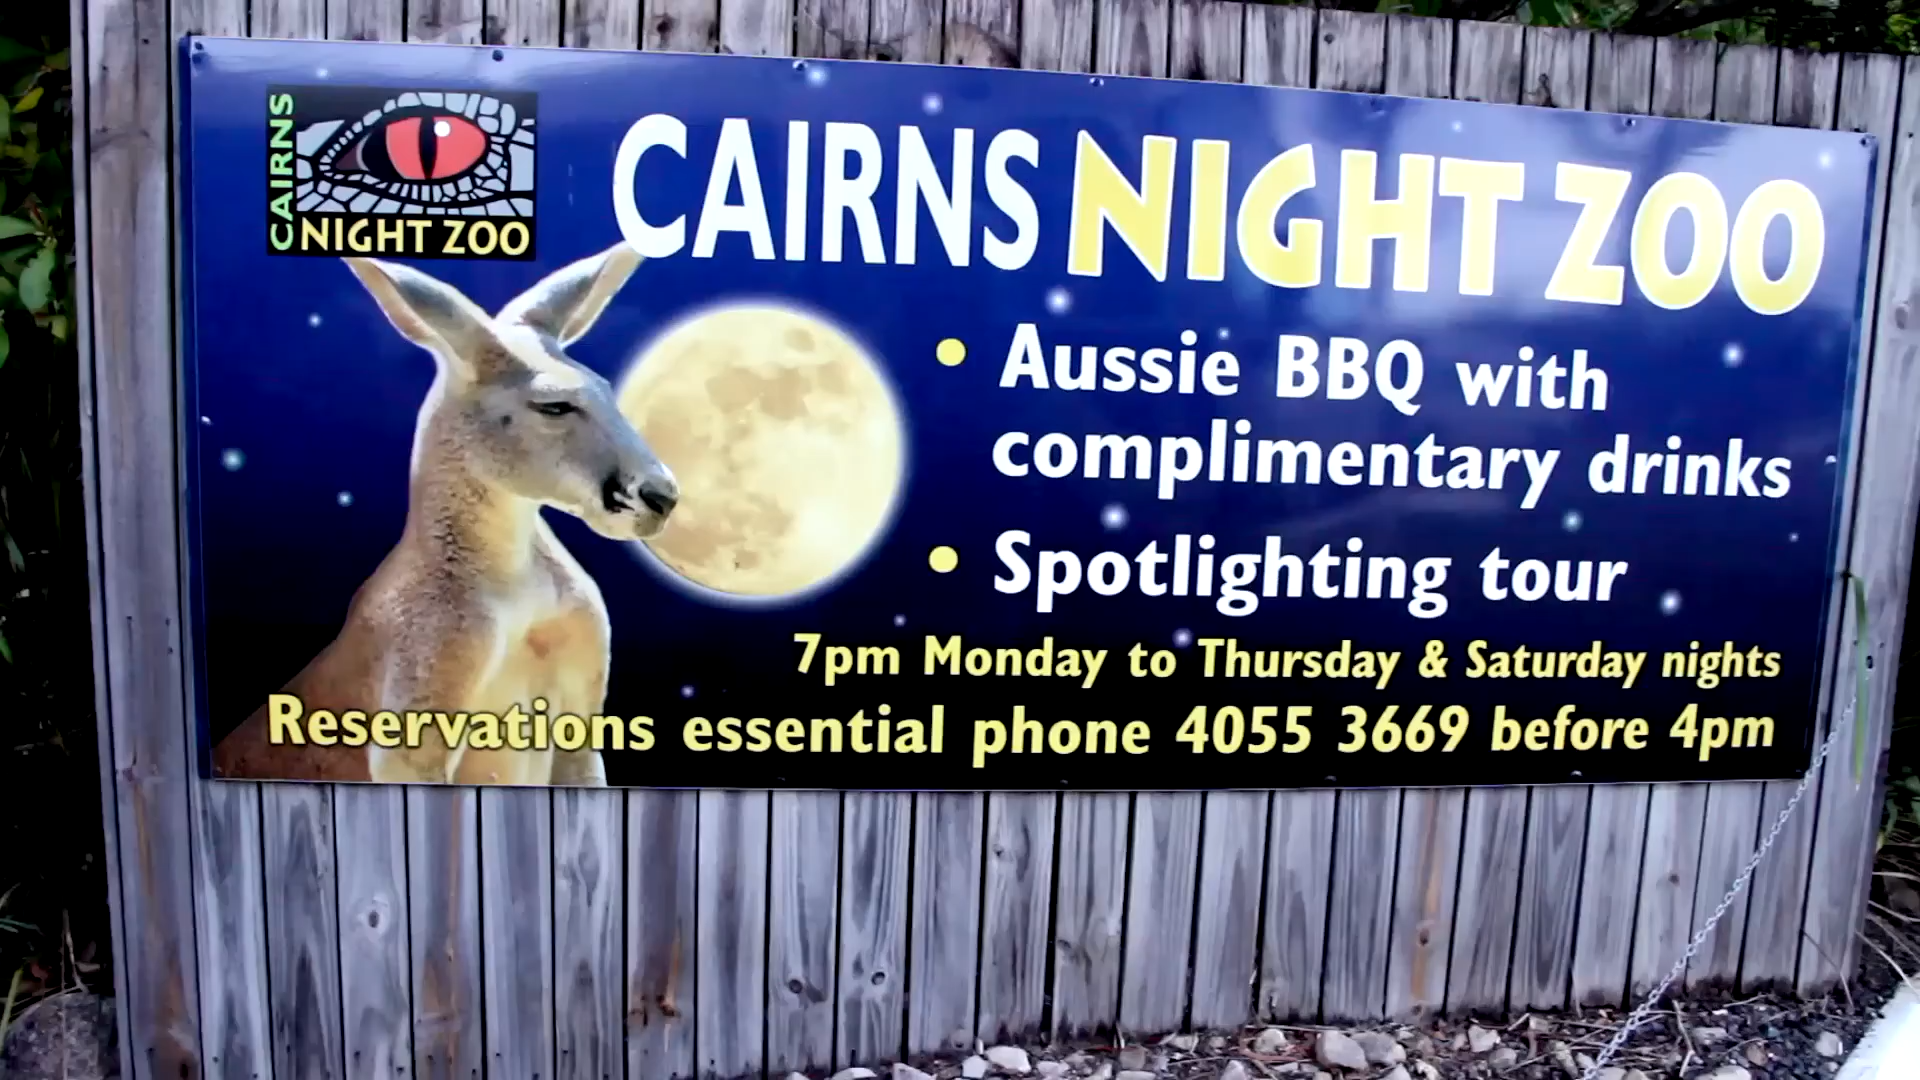 CAIRNS
NIGHT ZOO
CAIRNS NIGHT ZOO
• Aussie BBQ with
complimentary drinks
• Spotlighting tour
7pm Monday to Thursday & Saturday nights
Reservations essential phone 4055 3669 before 4pm